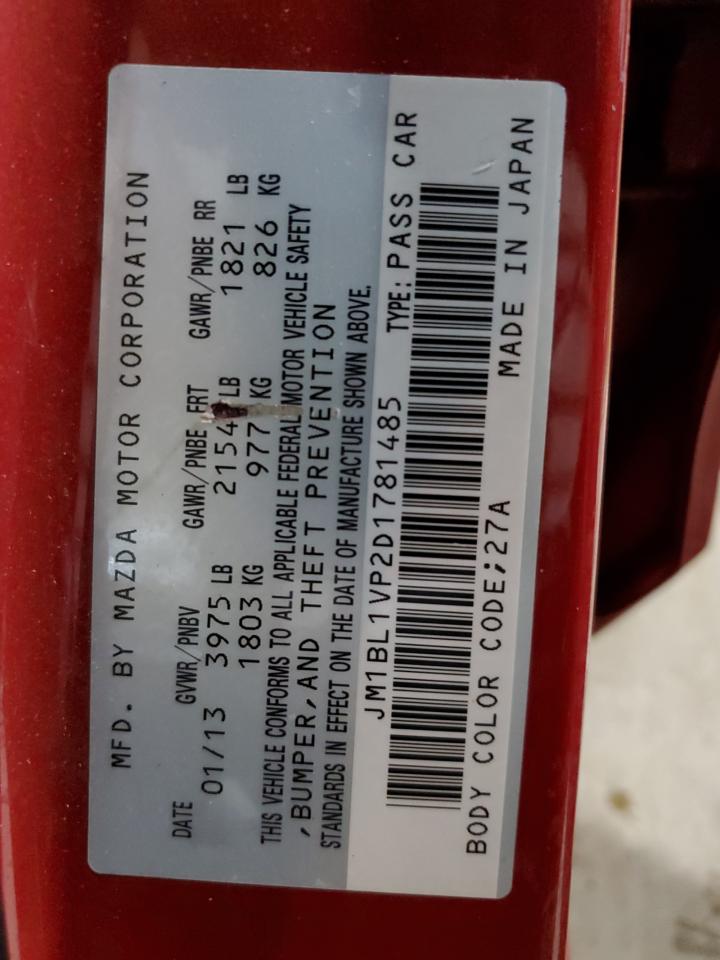 MFD. BY MAZDA MOTOR CORPORATION
DATE GVWR/PNBV GAWR/PNBE FRT GAWR/PNBE RR
01/13 3975 LB 2154 LB 1821 LB
1803 KG 977 KG 826 KG
THIS VEHICLE CONFORMS TO ALL APPLICABLE FEDERAL MOTOR VEHICLE SAFETY
,BUMPER,AND THEFT PREVENTION
STANDARDS IN EFFECT ON THE DATE OF MANUFACTURE SHOWN ABOVE.
JM1BL1VP2D1781485 TYPE: PASS CAR
BODY COLOR CODE;27A MADE IN JAPAN